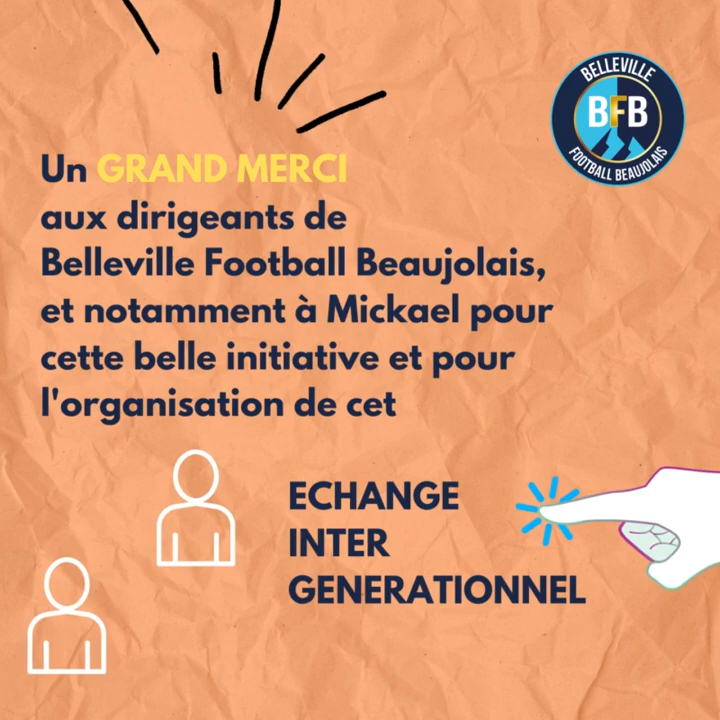 BELLEVILLE
BFB
FOOTBALL BEAUJOLAIS
Un GRAND MERCI
aux dirigeants de
Belleville Football Beaujolais,
et notamment à Mickael pour
cette belle initiative et pour
l'organisation de cet
ECHANGE
INTER
GENERATIONNEL